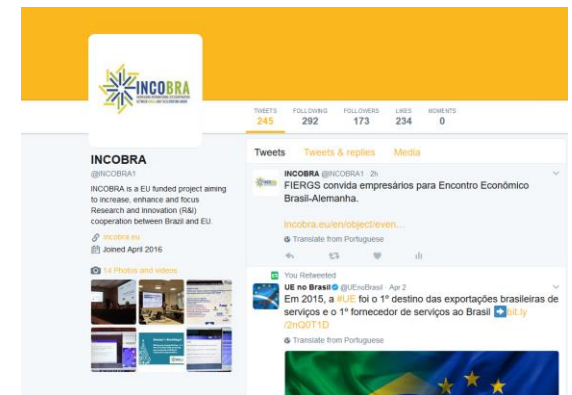 INCOBRA
TWEETS FOLLOWING FOLLOWERS LIKES MOMENTS
245 292 173 234 0
INCOBRA
@INCOBRA1
INCOBRA is a EU funded project aiming
to increase, enhance and focus
Research and Innovation (R&I)
cooperation between Brazil and EU.
incobra.eu
Joined April 2016
14 Photos and videos
Tweets Tweets & replies Media
INCOBRA @INCOBRA1 · 2h
FIERGS convida empresários para Encontro Econômico
Brasil-Alemanha.
incobra.eu/en/object/even...
Translate from Portuguese
You Retweeted
UE no Brasil @UEnoBrasil · Apr 2
Em 2015, a #UE foi o 1º destino das exportações brasileiras de
serviços e o 1º fornecedor de serviços ao Brasil ➡bit.ly
/2nQ0T1D
Translate from Portuguese